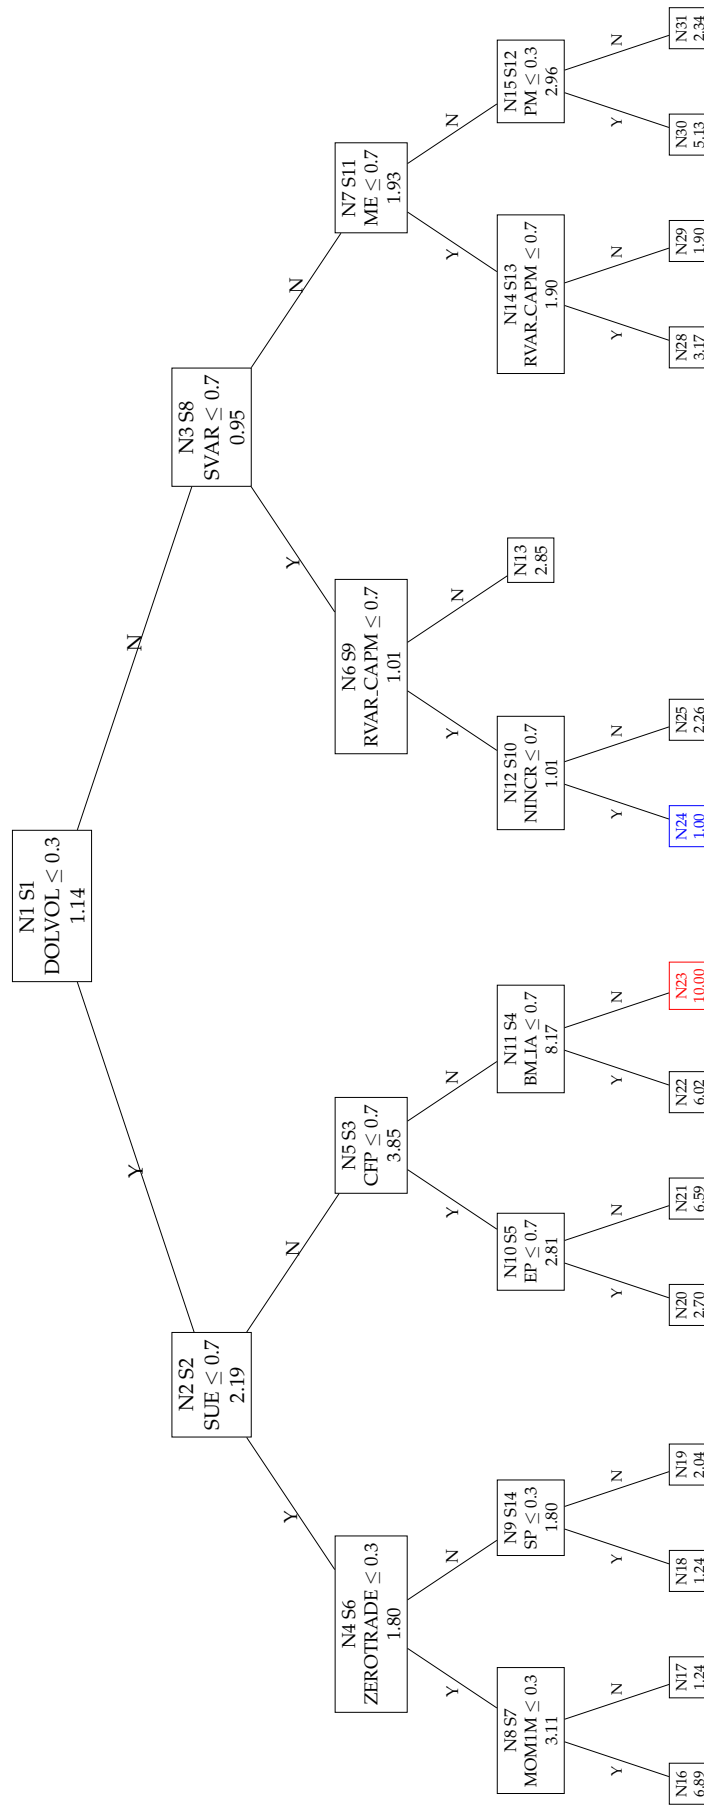 N1 S1
DOLVOL ≤ 0.3
1.14
Y
N
N2 S2
SUE ≤ 0.7
2.19
N3 S8
SVAR ≤ 0.7
0.95
Y
N
Y
N
N4 S6
ZEROTRADE ≤ 0.3
1.80
N5 S3
CFP ≤ 0.7
3.85
N6 S9
RVAR_CAPM ≤ 0.7
1.01
N7 S11
ME ≤ 0.7
1.93
Y
N
Y
N
Y
N
Y
N
N8 S7
MOM1M ≤ 0.3
3.11
N9 S14
SP ≤ 0.3
1.80
N10 S5
EP ≤ 0.7
2.81
N11 S4
BM_IA ≤ 0.7
8.17
N12 S10
NINCR ≤ 0.7
1.01
N13
2.85
N14 S13
RVAR_CAPM ≤ 0.7
1.90
N15 S12
PM ≤ 0.3
2.96
Y
N
Y
N
Y
N
Y
N
Y
N
Y
N
Y
N
N16
6.89
N17
1.24
N18
1.24
N19
2.04
N20
2.70
N21
6.59
N22
6.02
N23
10.00
N24
1.00
N25
2.26
N28
3.17
N29
1.90
N30
5.13
N31
2.34